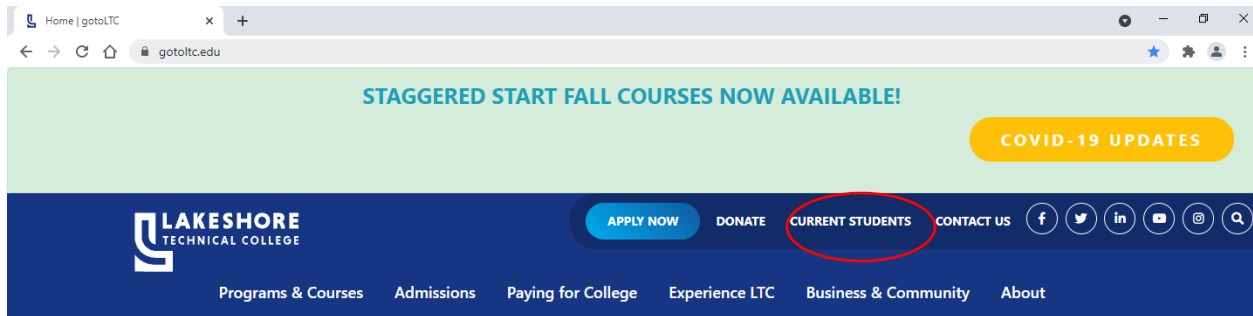 Home | gotoLTC
gotoltc.edu
STAGGERED START FALL COURSES NOW AVAILABLE!
COVID-19 UPDATES
LAKESHORE
TECHNICAL COLLEGE
APPLY NOW DONATE CURRENT STUDENTS CONTACT US
Programs & Courses Admissions Paying for College Experience LTC Business & Community About